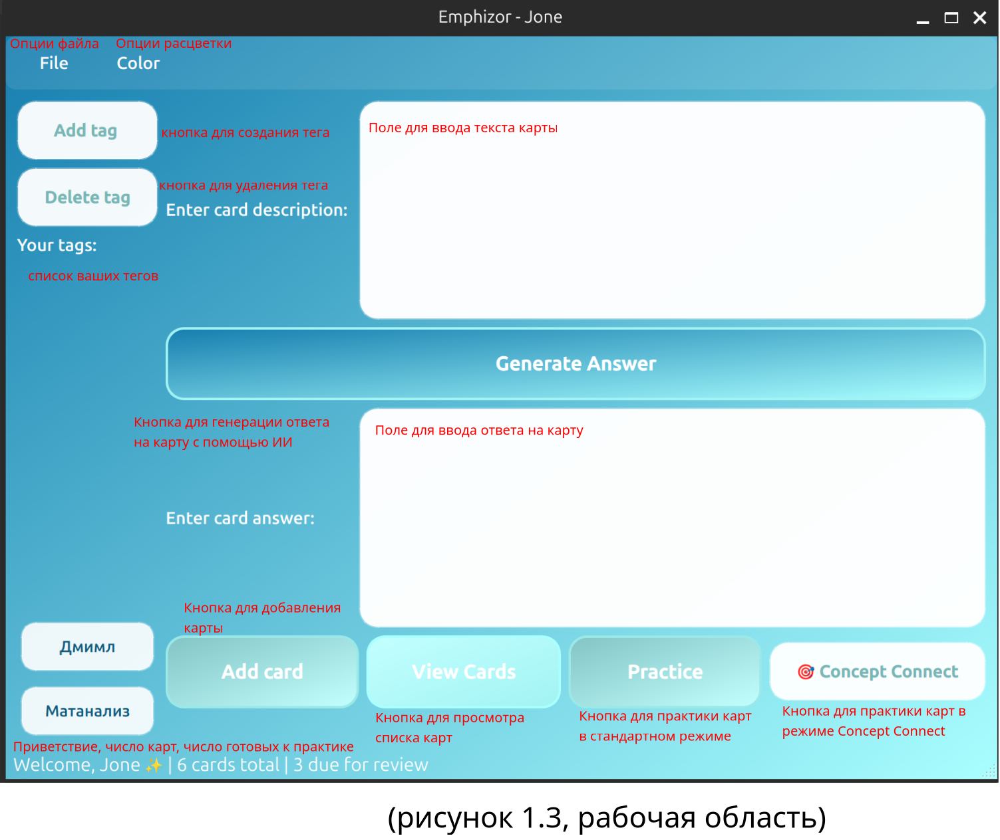 Emphizor - Jone
Опции файла Опции расцветки
File Color
Add tag
кнопка для создания тега
Поле для ввода текста карты
Delete tag
кнопка для удаления тега
Enter card description:
Your tags:
список ваших тегов
Generate Answer
Кнопка для генерации ответа
на карту с помощью ИИ
Поле для ввода ответа на карту
Enter card answer:
Кнопка для добавления
карты
Дмимл
Матанализ
Add card
View Cards
Practice
🎯 Concept Connect
Кнопка для просмотра
списка карт
Кнопка для практики карт
в стандартном режиме
Кнопка для практики карт в
режиме Concept Connect
Приветствие, число карт, число готовых к практике
Welcome, Jone ✨ | 6 cards total | 3 due for review
(рисунок 1.3, рабочая область)